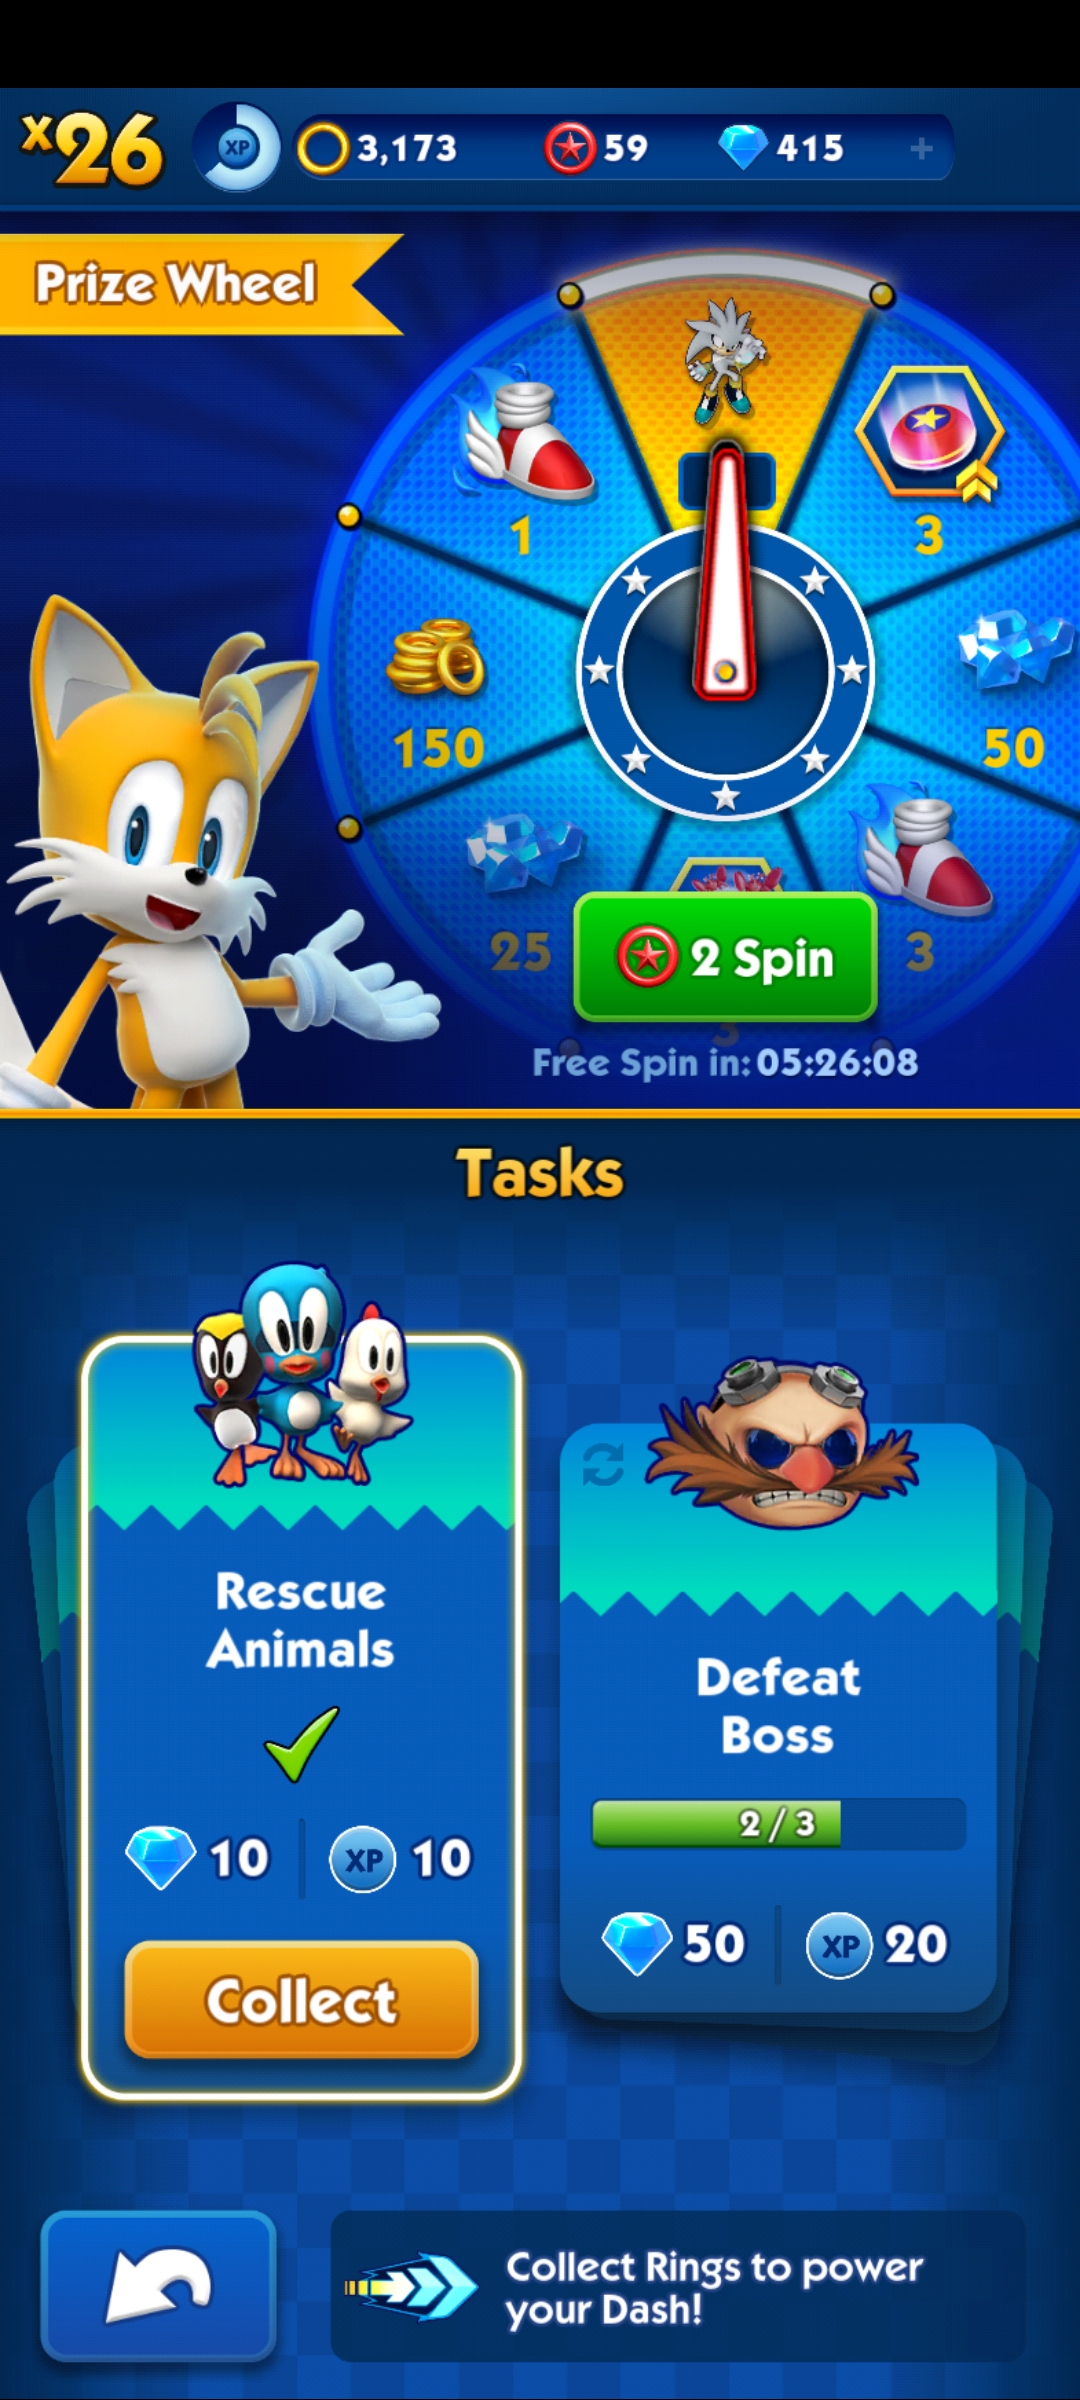 x26
XP
3,173
59
415
+
Prize Wheel
1
3
150
50
25
2 Spin
3
3
Free Spin in: 05:26:08
Tasks
Rescue
Animals
10
XP
10
Collect
Defeat
Boss
2 / 3
50
XP
20
Collect Rings to power
your Dash!